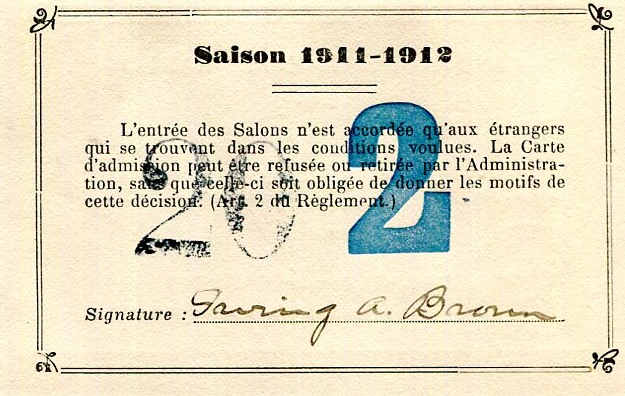 Saison 1911-1912
L'entrée des Salons n'est accordée qu'aux étrangers
qui se trouvent dans les conditions voulues. La Carte
d'admission peut être refusée ou retirée par l'Administra-
tion, sans que celle-ci soit obligée de donner les motifs de
cette décision. (Art. 2 du Règlement.)
20 2
Signature : Irving A. Brown